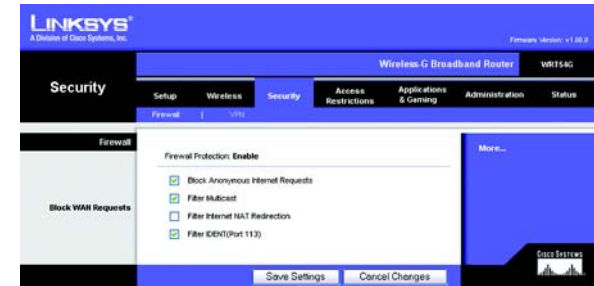 LINKSYS®
A Division of Cisco Systems, Inc.
Firmware Version: v1.00.0
Wireless-G Broadband Router WRT54G
Security
Setup Wireless Security Access Restrictions Applications & Gaming Administration Status
Firewall | VPN
Firewall
Firewall Protection: Enable
More...
Block WAN Requests
Block Anonymous Internet Requests
Filter Multicast
Filter Internet NAT Redirection
Filter IDENT(Port 113)
Save Settings Cancel Changes
CISCO SYSTEMS